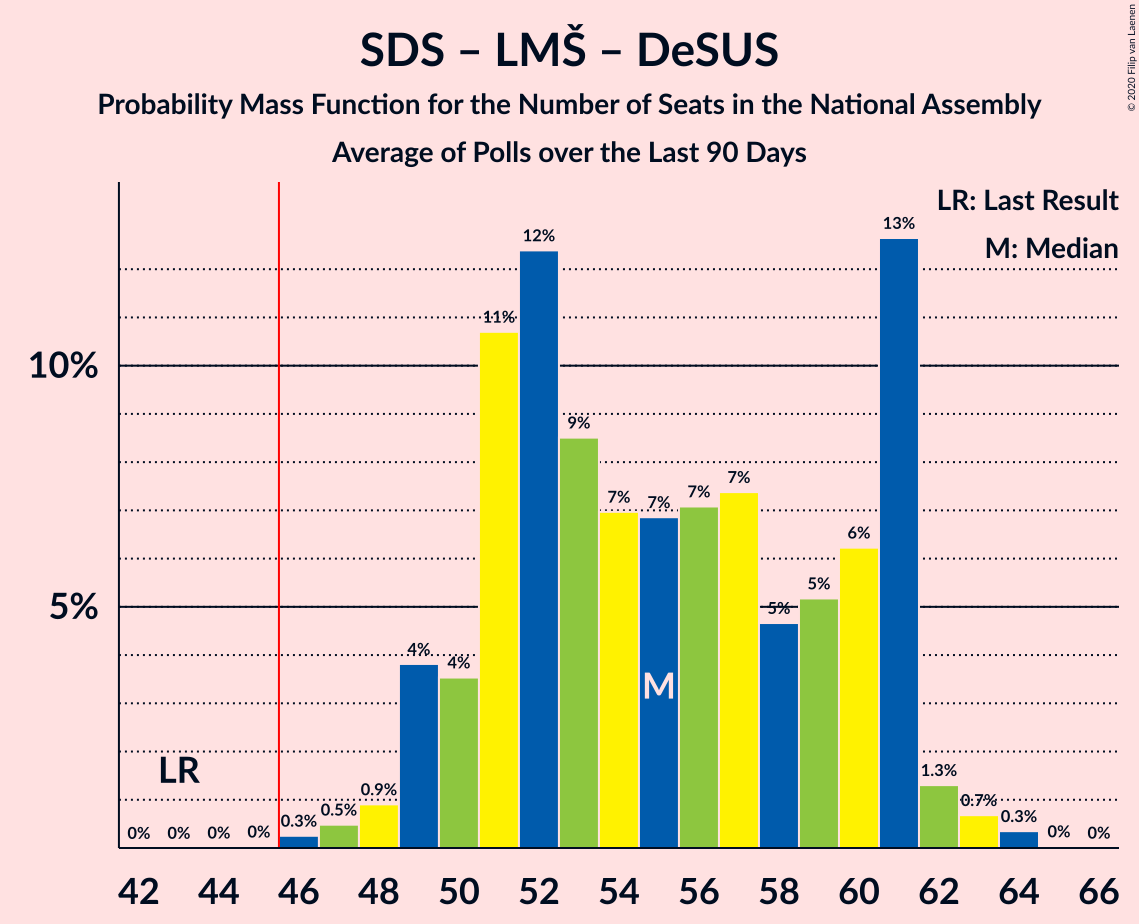 SDS – LMŠ – DeSUS
Probability Mass Function for the Number of Seats in the National Assembly
Average of Polls over the Last 90 Days
© 2020 Filip van Laenen
LR: Last Result
M: Median
10%
5%
LR
M
0% 0% 0% 0% 0.3% 0.5% 0.9% 4% 4% 11% 12% 9% 7% 7% 7% 7% 5% 5% 6% 13% 1.3% 0.7% 0.3% 0% 0%
42 44 46 48 50 52 54 56 58 60 62 64 66